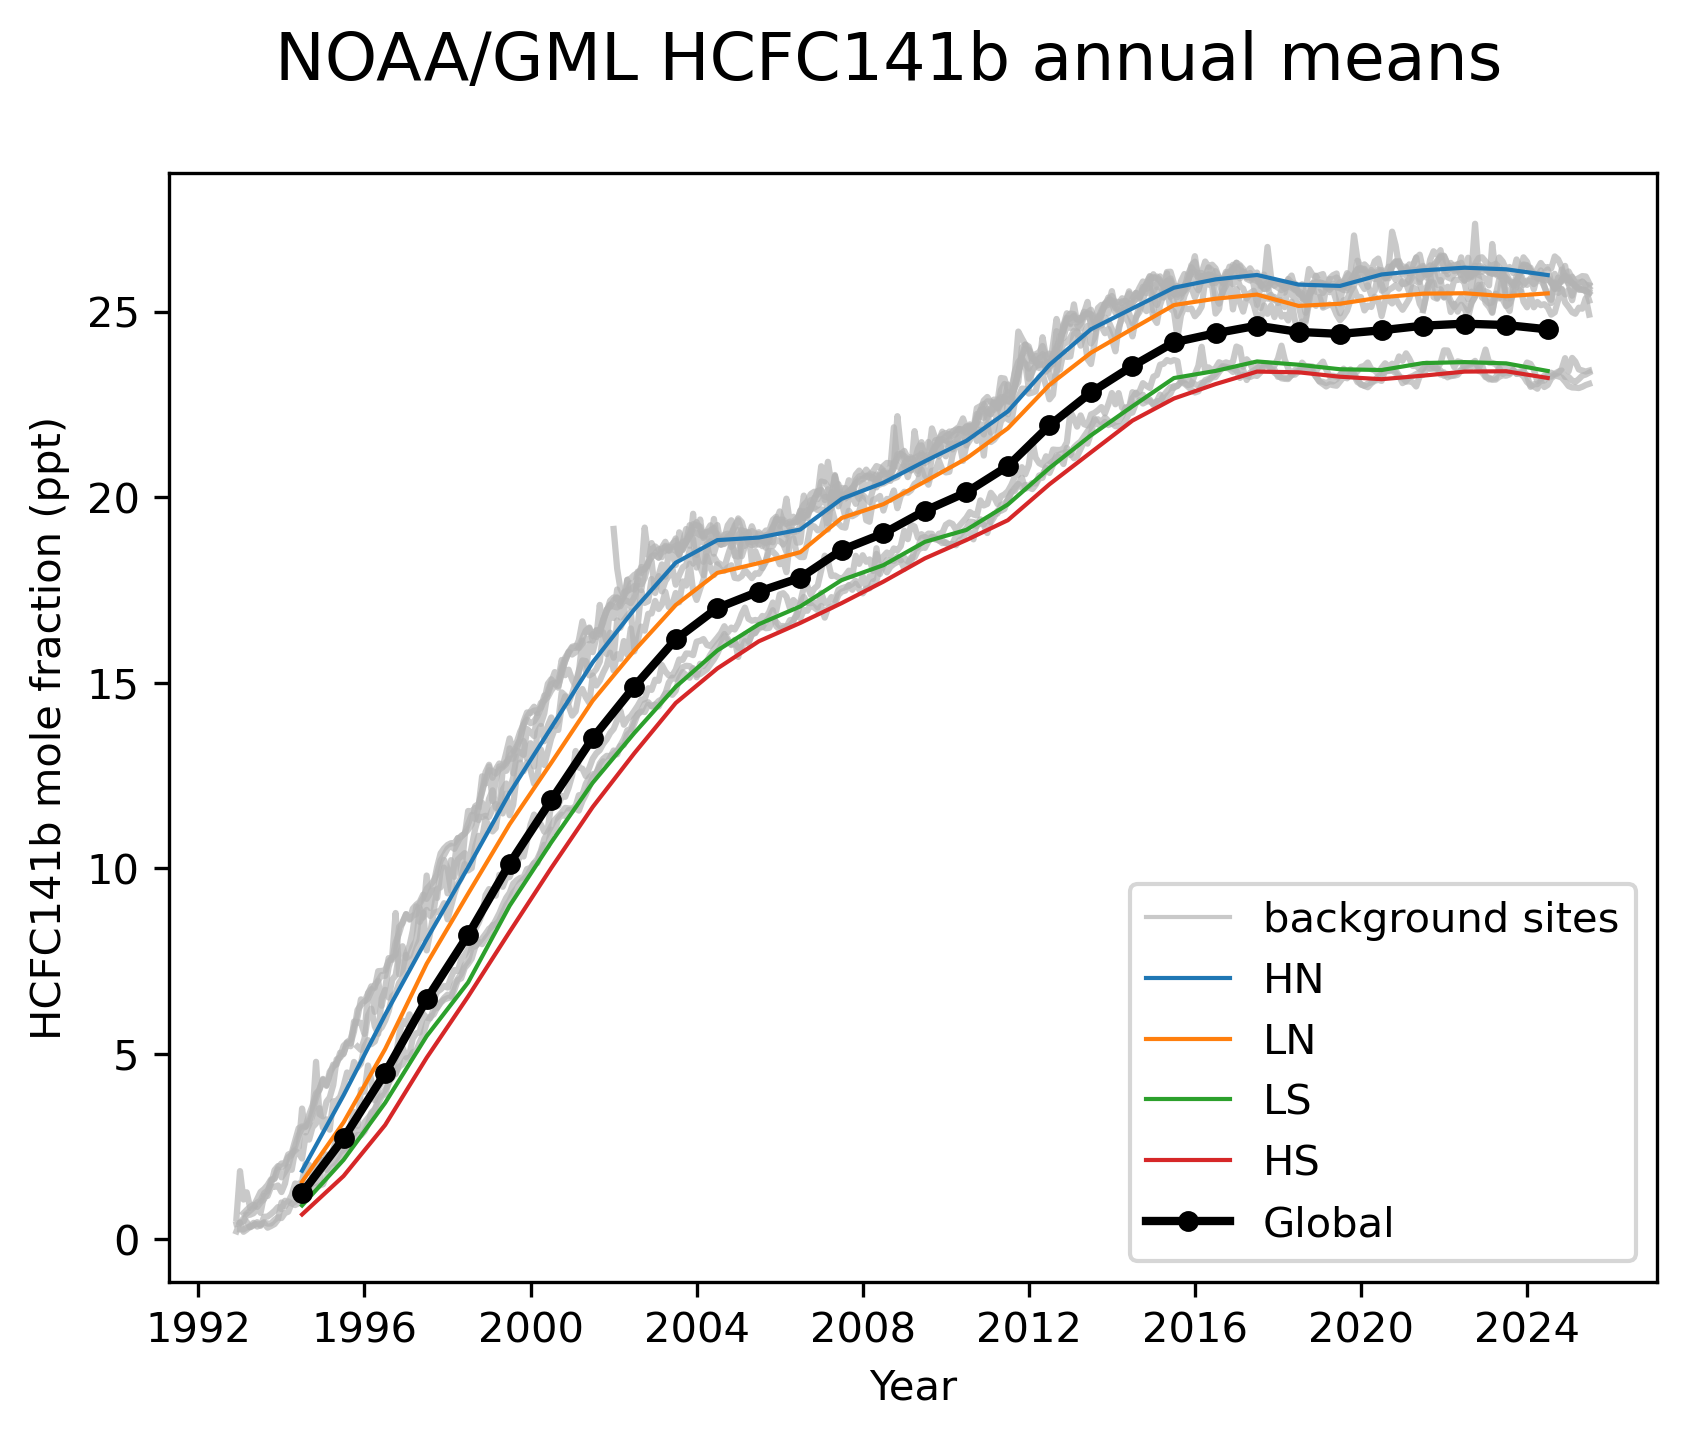 NOAA/GML HCFC141b annual means
HCFC141b mole fraction (ppt)
25
20
15
10
5
0
background sites
HN
LN
LS
HS
Global
1992 1996 2000 2004 2008 2012 2016 2020 2024
Year